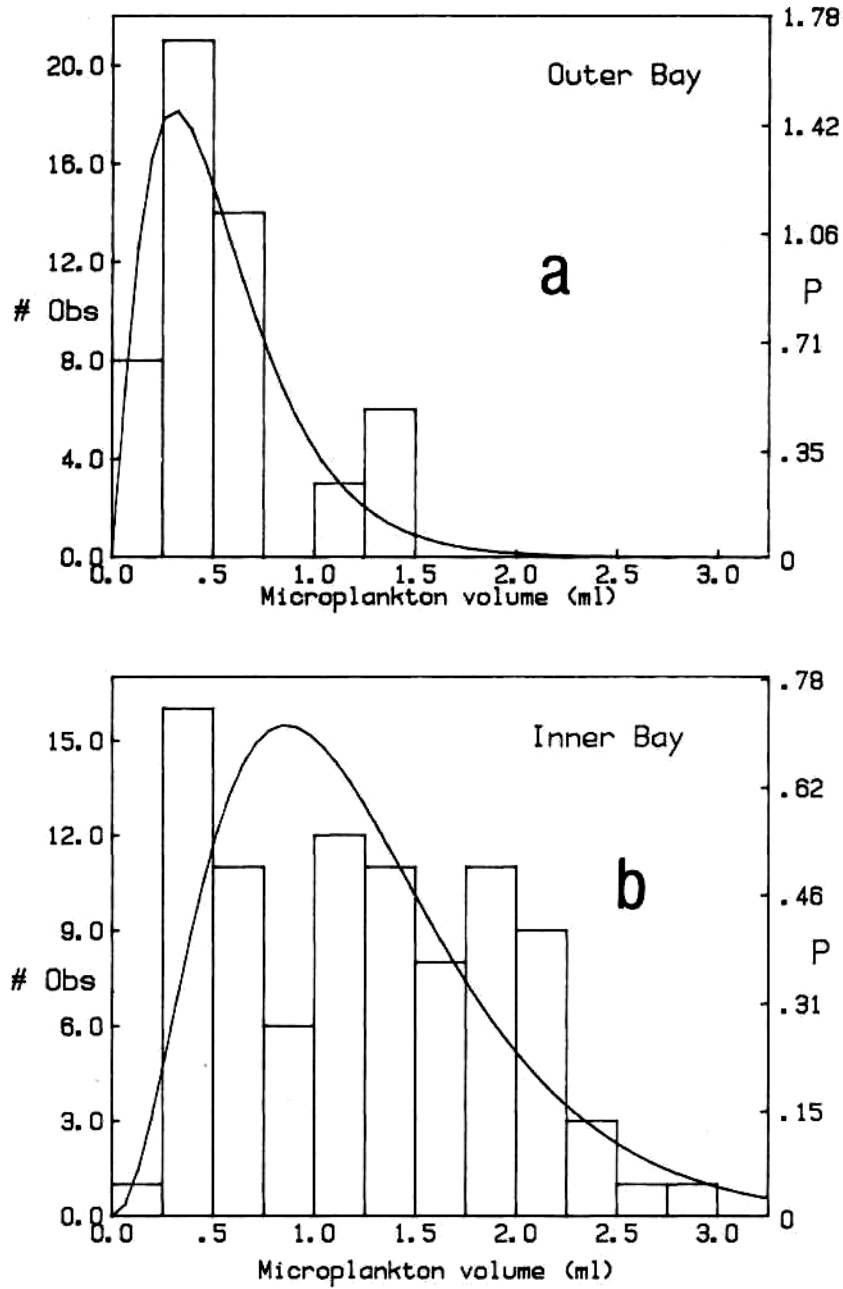 1.78
20.0
Outer Bay
1.42
16.0
1.06
12.0
a
P
# Obs
8.0
.71
4.0
.35
0.0
0
0.0 .5 1.0 1.5 2.0 2.5 3.0
Microplankton volume (ml)
.78
15.0
Inner Bay
.62
12.0
b
.46
9.0
P
# Obs
6.0
.31
3.0
.15
0.0
0
0.0 .5 1.0 1.5 2.0 2.5 3.0
Microplankton volume (ml)